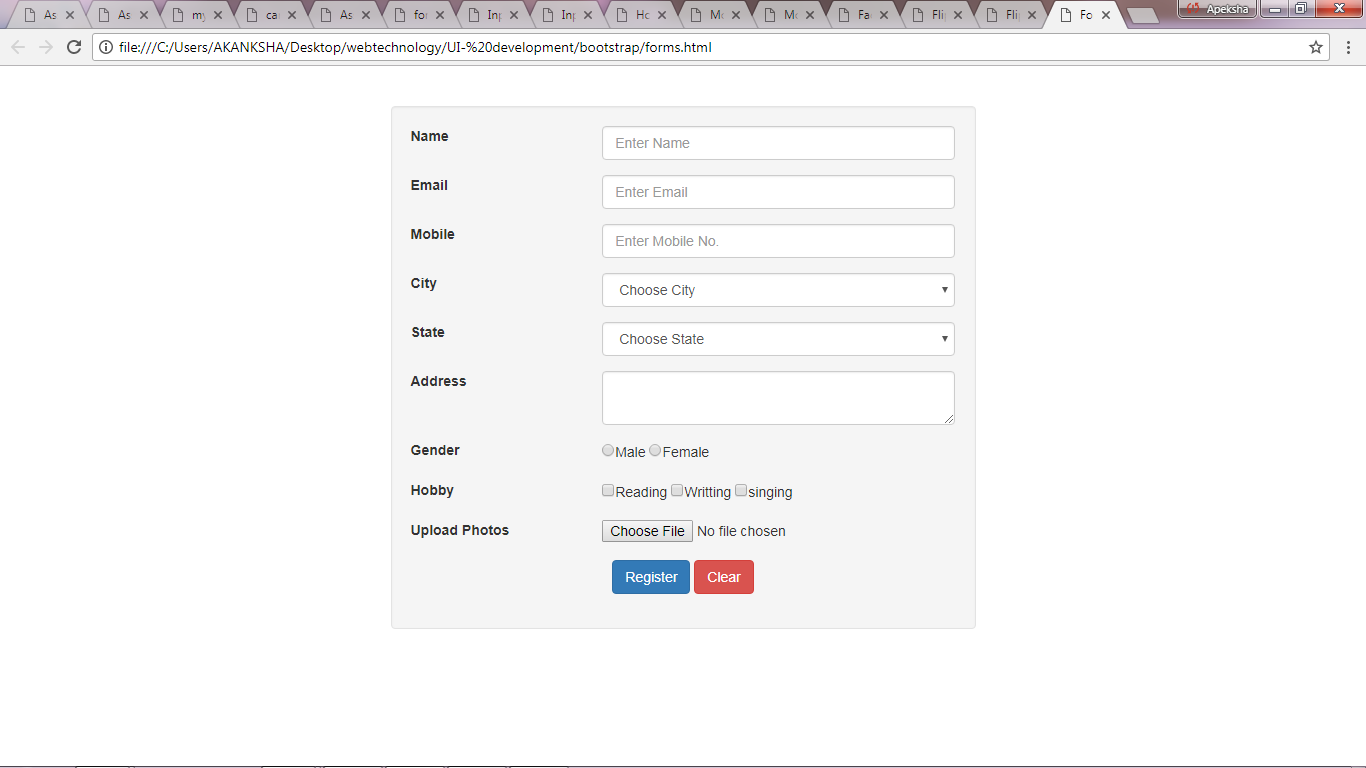 As As my ca As for Inp Inp Ho Mo Mo Fac Flip Flip Fo Apeksha
file:///C:/Users/AKANKSHA/Desktop/webtechnology/UI-%20development/bootstrap/forms.html
Name Enter Name
Email Enter Email
Mobile Enter Mobile No.
City Choose City
State Choose State
Address
Gender Male Female
Hobby Reading Writting singing
Upload Photos Choose File No file chosen
Register Clear